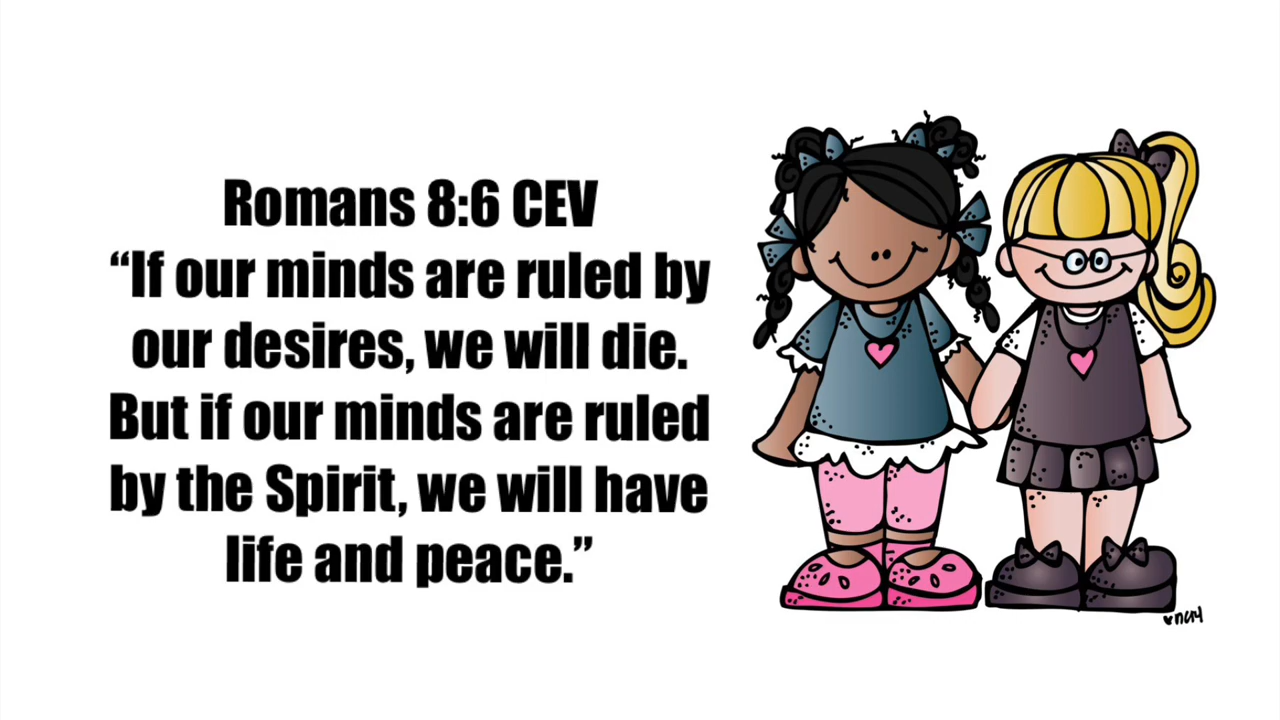 Romans 8:6 CEV
“If our minds are ruled by
our desires, we will die.
But if our minds are ruled
by the Spirit, we will have
life and peace.”